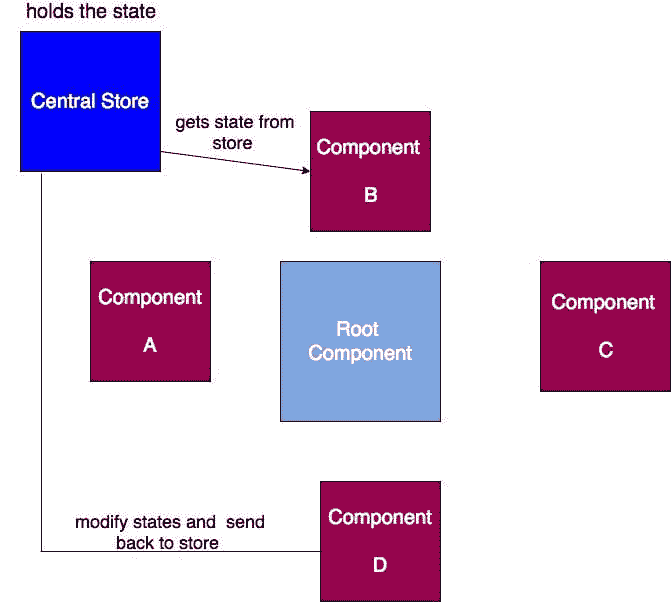 holds the state
Central Store
gets state from
store
Component
B
Component
A
Root
Component
Component
C
modify states and send
back to store
Component
D